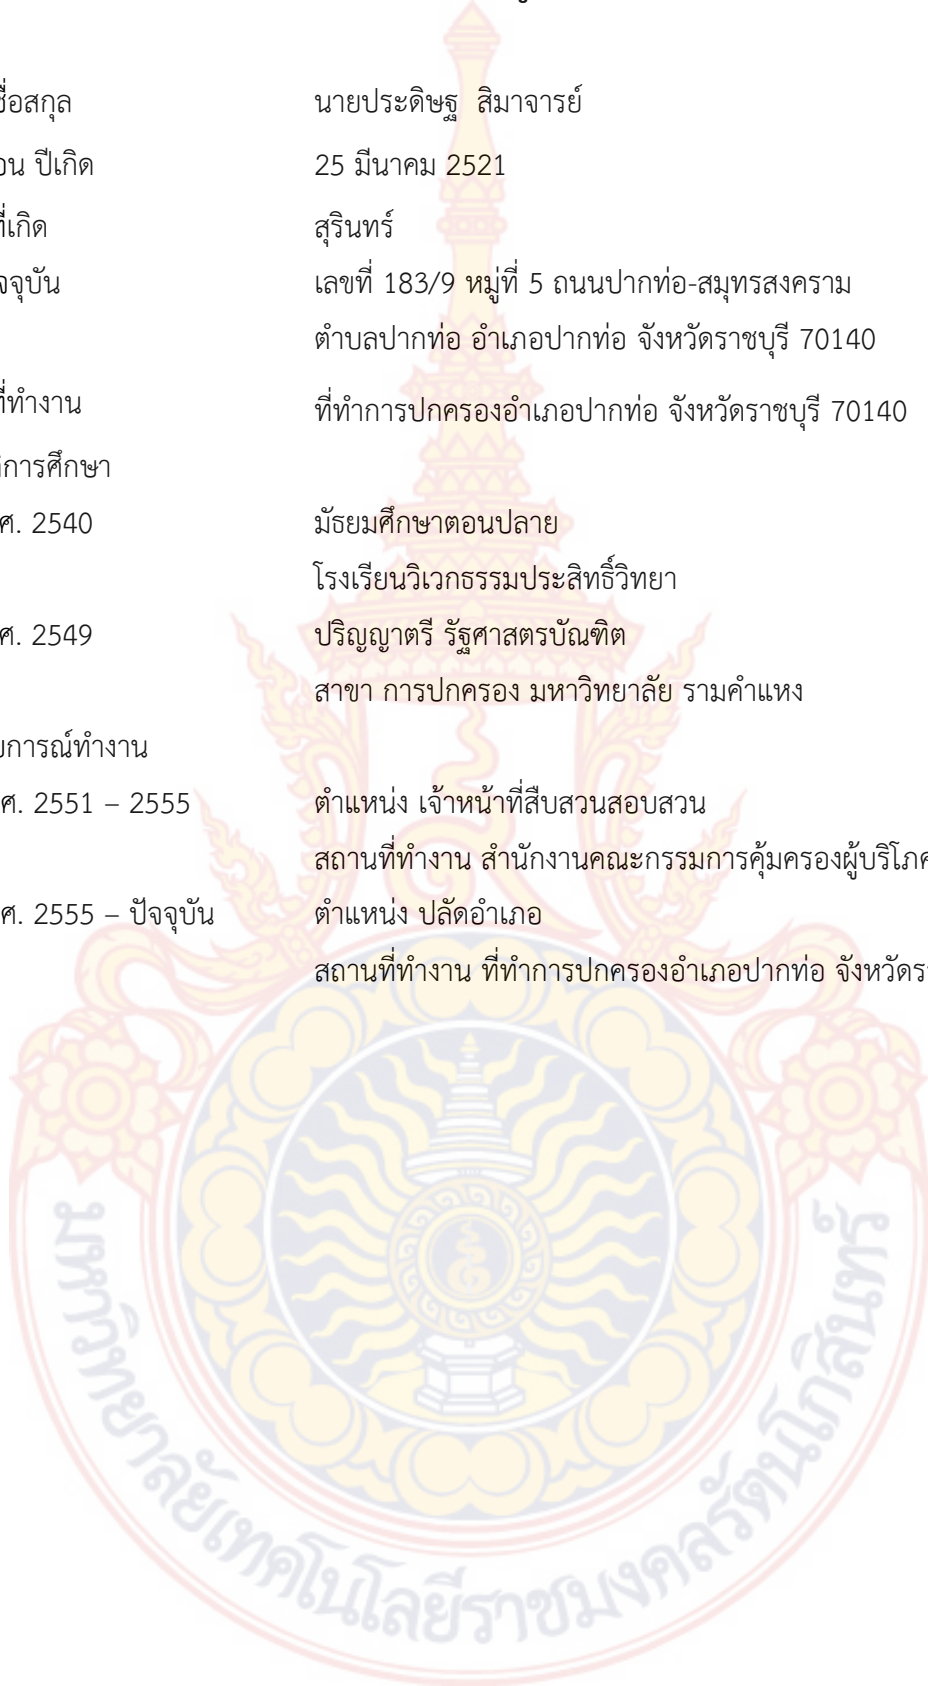 ชื่อสกุล นายประดิษฐ สิมาจารย์
ปีเกิด 25 มีนาคม 2521
ที่เกิด สุรินทร์
เลขที่ 183/9 หมู่ที่ 5 ถนนปากท่อ-สมุทรสงคราม
ตำบลปากท่อ อำเภอปากท่อ จังหวัดราชบุรี 70140
ที่ทำงาน ที่ทำการปกครองอำเภอปากท่อ จังหวัดราชบุรี 70140
การศึกษา
ศ. 2540 มัธยมศึกษาตอนปลาย
โรงเรียนวิเวกธรรมประสิทธิ์วิทยา
ศ. 2549 ปริญญาตรี รัฐศาสตรบัณฑิต
สาขา การปกครอง มหาวิทยาลัย รามคำแหง
การณ์ทำงาน
ศ. 2551 – 2555 ตำแหน่ง เจ้าหน้าที่สืบสวนสอบสวน
สถานที่ทำงาน สำนักงานคณะกรรมการคุ้มครองผู้บริโภค
ศ. 2555 – ปัจจุบัน ตำแหน่ง ปลัดอำเภอ
สถานที่ทำงาน ที่ทำการปกครองอำเภอปากท่อ
มหาวิทยาลัยเทคโนโลยีราชมงคลรัตนโกสินทร์